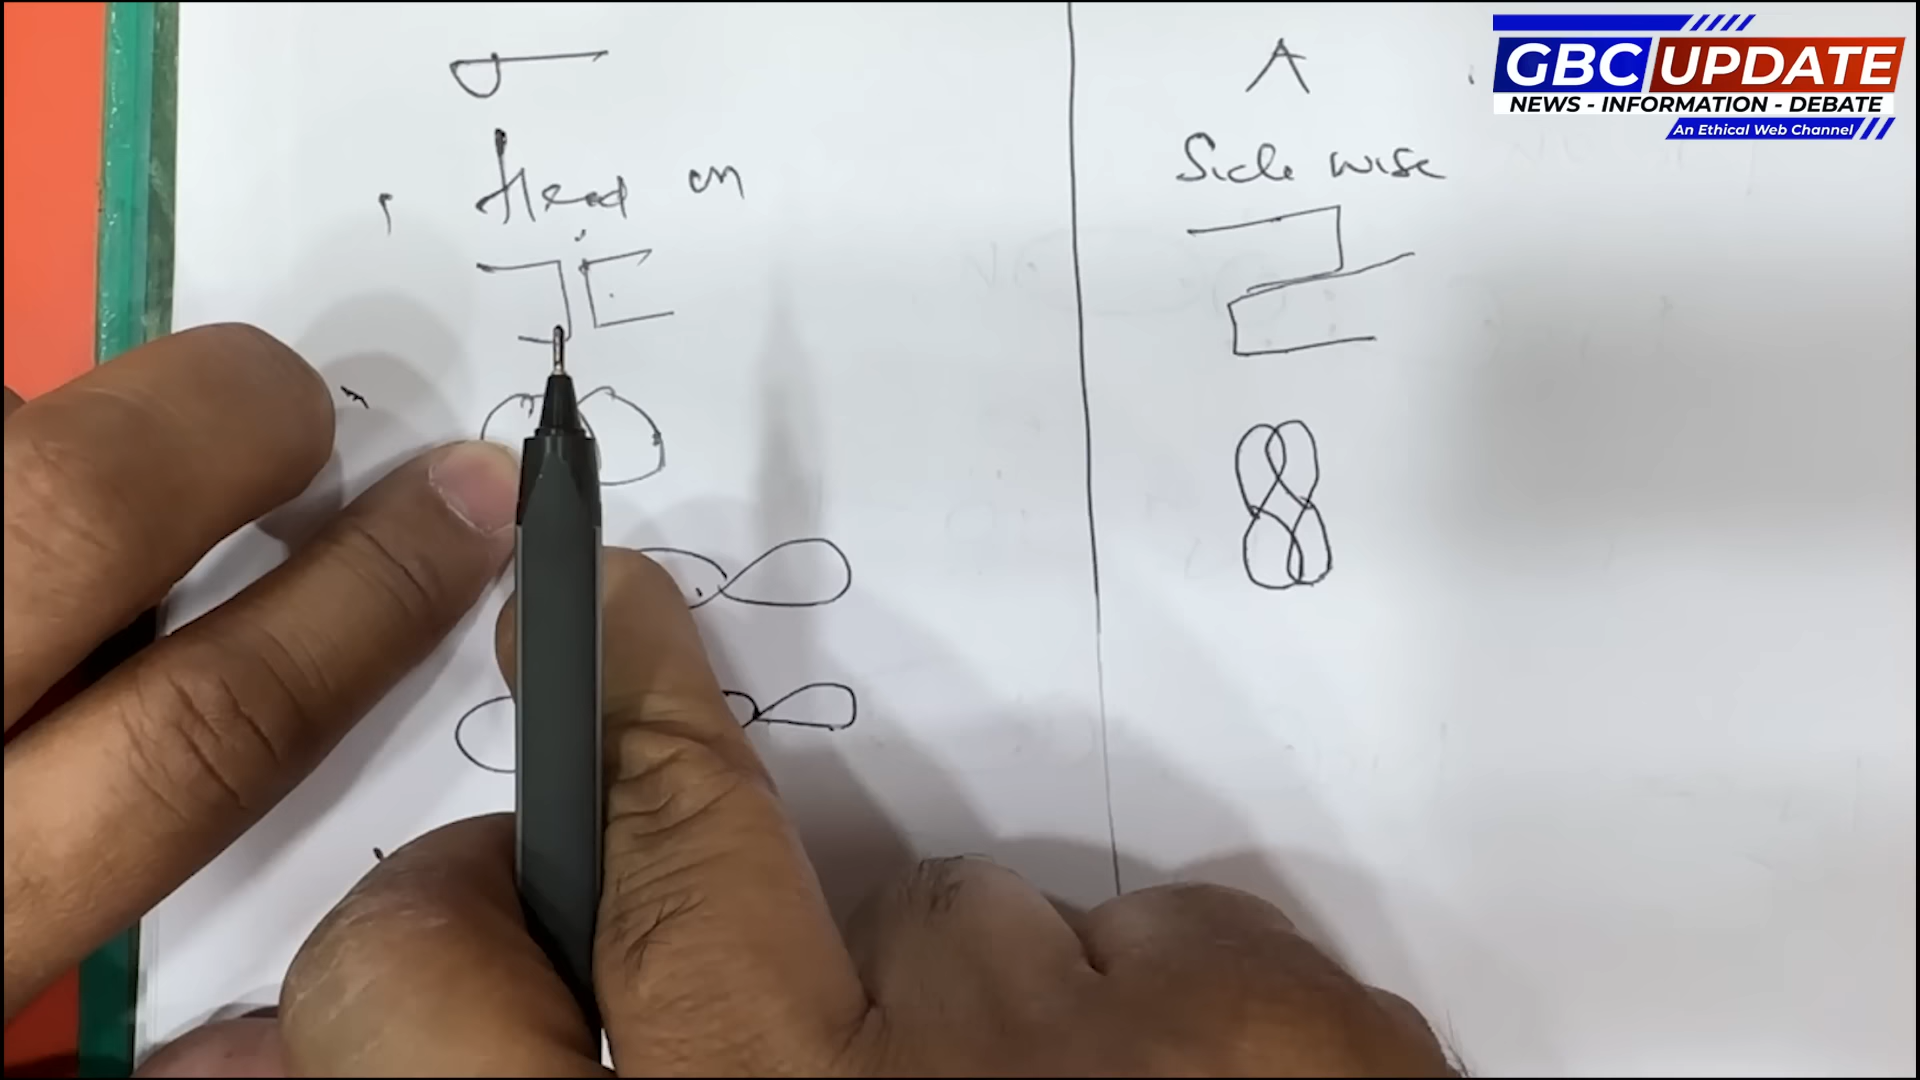 GBC UPDATE
NEWS - INFORMATION - DEBATE
An Ethical Web Channel
Head on
Side wise